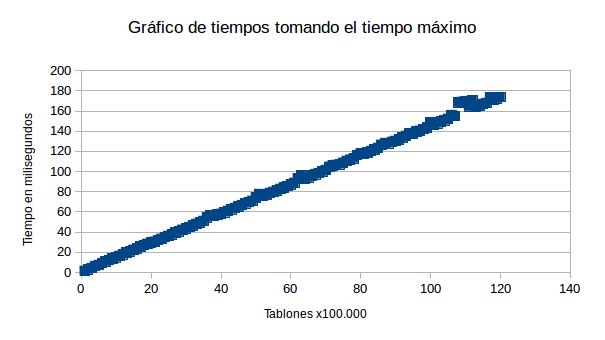 Gráfico de tiempos tomando el tiempo máximo
200
180
160
140
120
100
80
60
40
20
0
Tiempo en milisegundos
0 20 40 60 80 100 120 140
Tablones x100.000